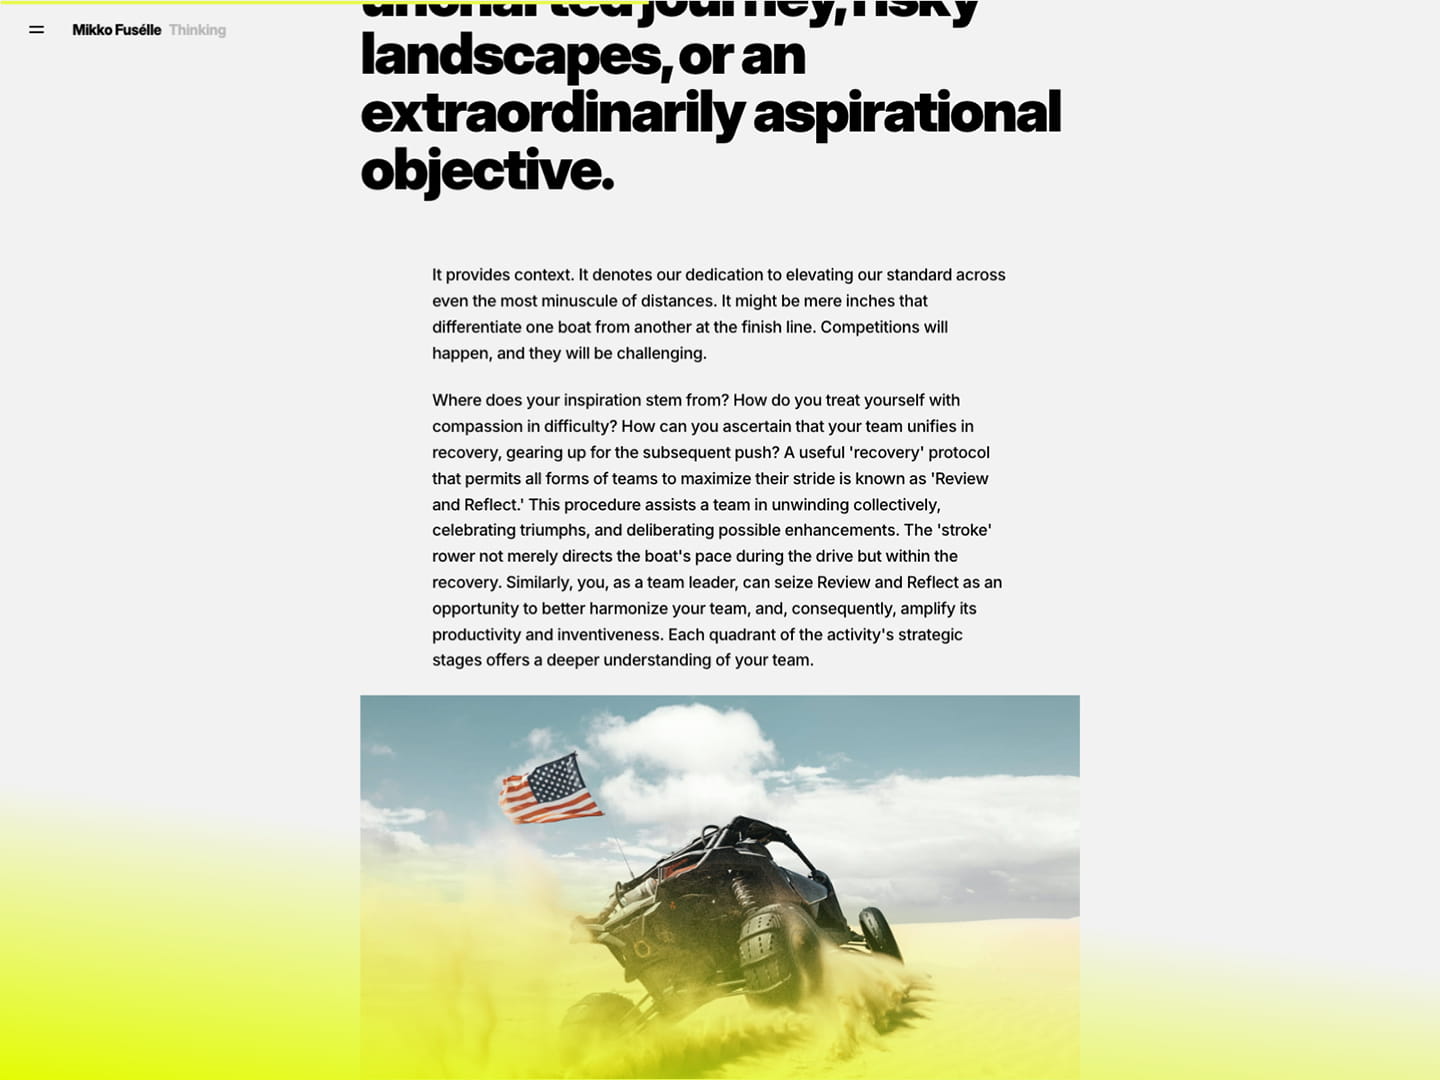 Mikko Fusélle Thinking
uncharted journey, risky
landscapes, or an
extraordinarily aspirational
objective.
It provides context. It denotes our dedication to elevating our standard across
even the most minuscule of distances. It might be mere inches that
differentiate one boat from another at the finish line. Competitions will
happen, and they will be challenging.
Where does your inspiration stem from? How do you treat yourself with
compassion in difficulty? How can you ascertain that your team unifies in
recovery, gearing up for the subsequent push? A useful 'recovery' protocol
that permits all forms of teams to maximize their stride is known as 'Review
and Reflect.' This procedure assists a team in unwinding collectively,
celebrating triumphs, and deliberating possible enhancements. The 'stroke'
rower not merely directs the boat's pace during the drive but within the
recovery. Similarly, you, as a team leader, can seize Review and Reflect as an
opportunity to better harmonize your team, and, consequently, amplify its
productivity and inventiveness. Each quadrant of the activity's strategic
stages offers a deeper understanding of your team.